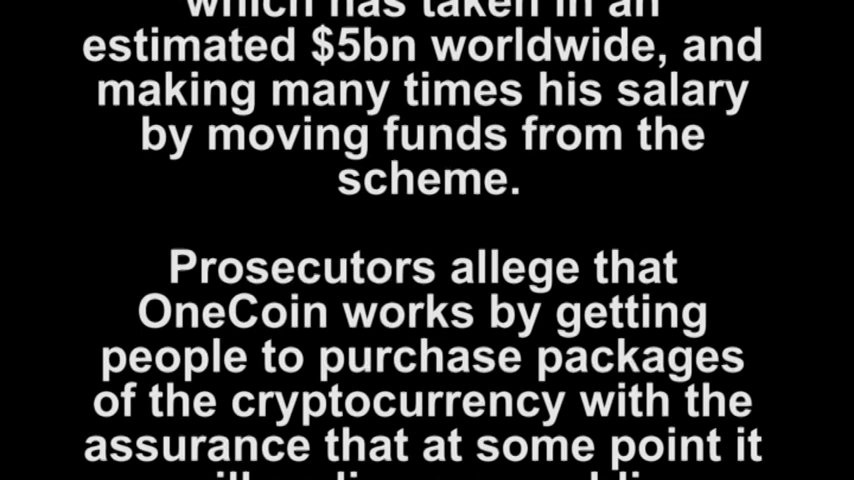 which has taken in an
estimated $5bn worldwide, and
making many times his salary
by moving funds from the
scheme.
Prosecutors allege that
OneCoin works by getting
people to purchase packages
of the cryptocurrency with the
assurance that at some point it